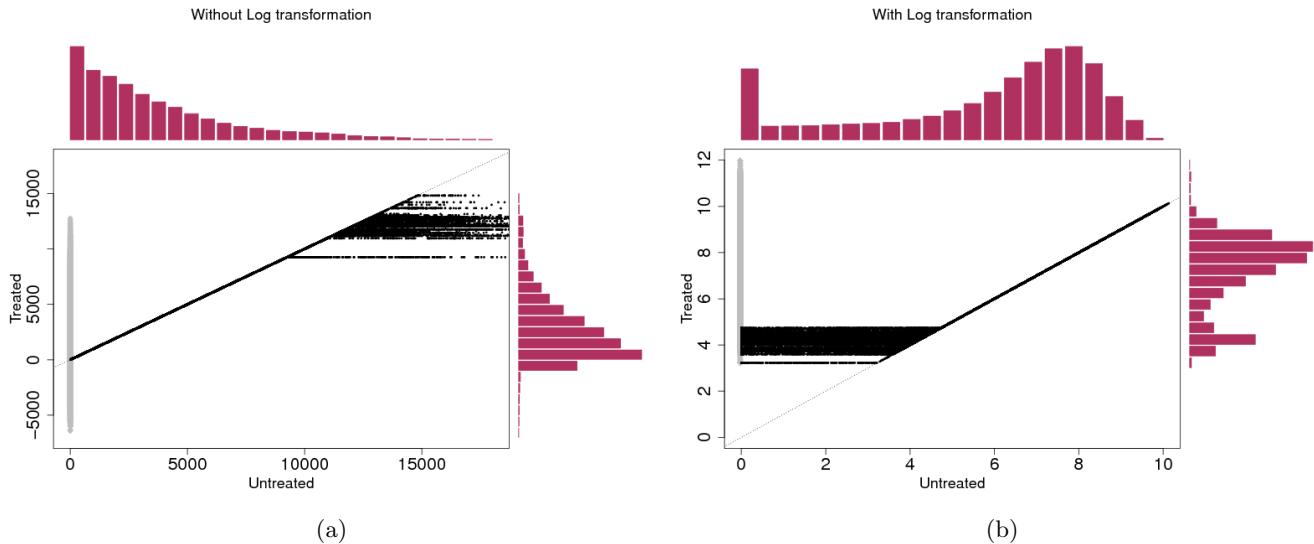 Without Log transformation
With Log transformation
Treated
−5000
0
5000
15000
0
5000
10000
15000
Untreated
Treated
0
2
4
6
8
10
12
0
2
4
6
8
10
Untreated
(a)
(b)